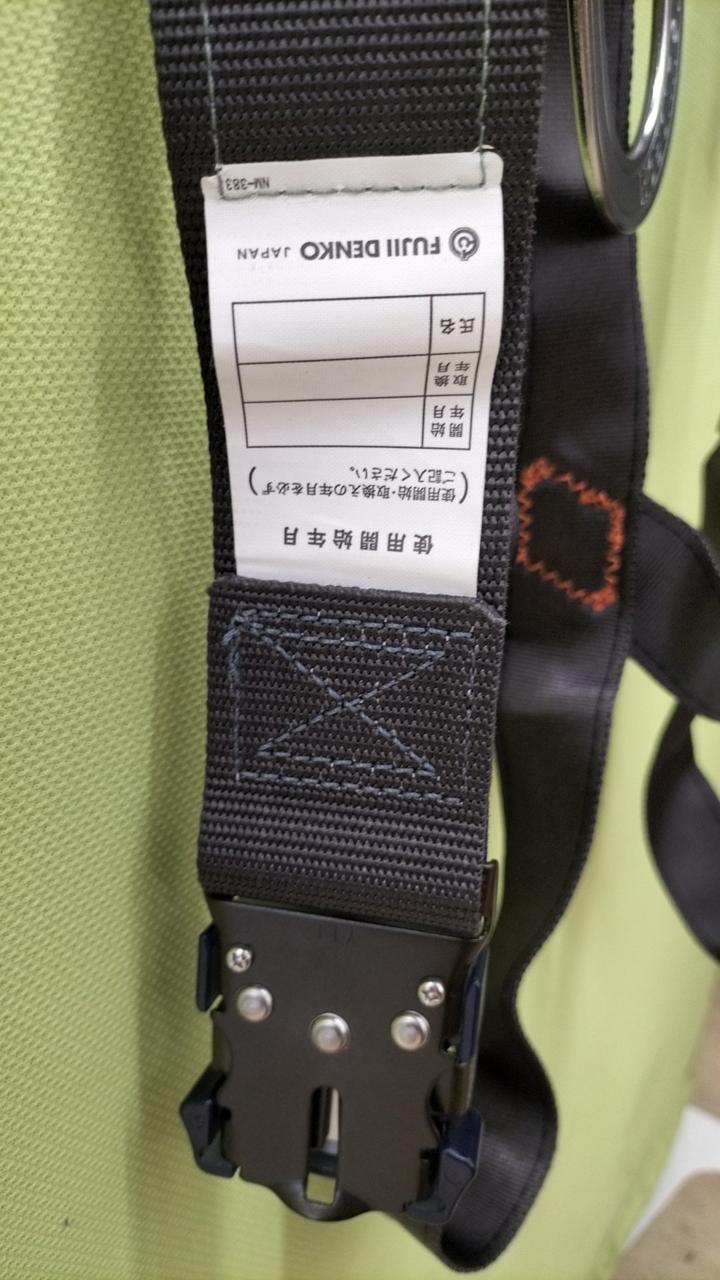 使用開始年月
(使用開始・取換えの年月を必ず
ご記入ください。)
開始
年月
取換
年月
氏名
FUJII DENKO JAPAN
NM-383